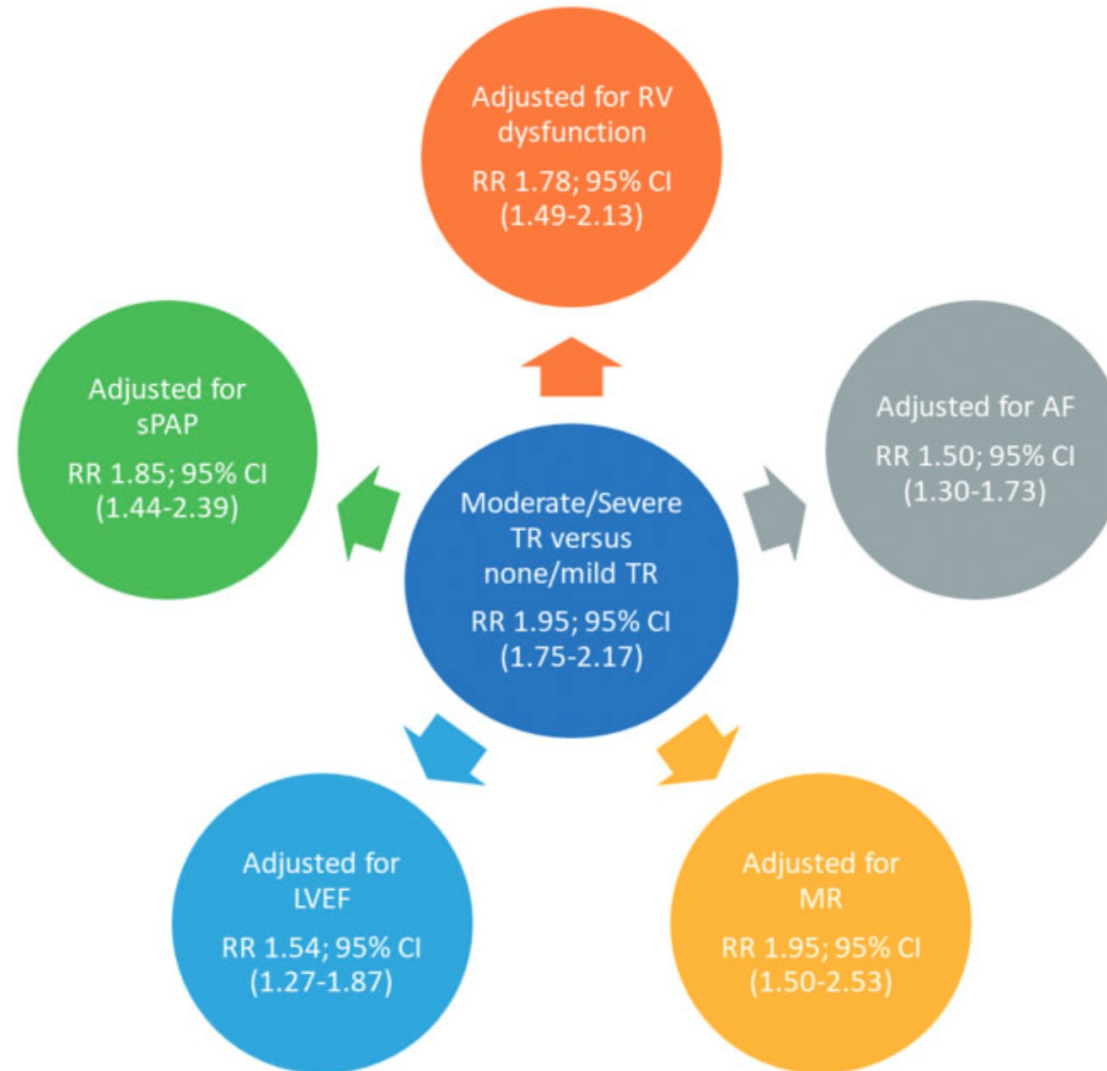 Adjusted for RV
dysfunction
RR 1.78; 95% CI
(1.49-2.13)
Adjusted for
sPAP
RR 1.85; 95% CI
(1.44-2.39)
Adjusted for AF
RR 1.50; 95% CI
(1.30-1.73)
Moderate/Severe
TR versus
none/mild TR
RR 1.95; 95% CI
(1.75-2.17)
Adjusted for
LVEF
RR 1.54; 95% CI
(1.27-1.87)
Adjusted for
MR
RR 1.95; 95% CI
(1.50-2.53)